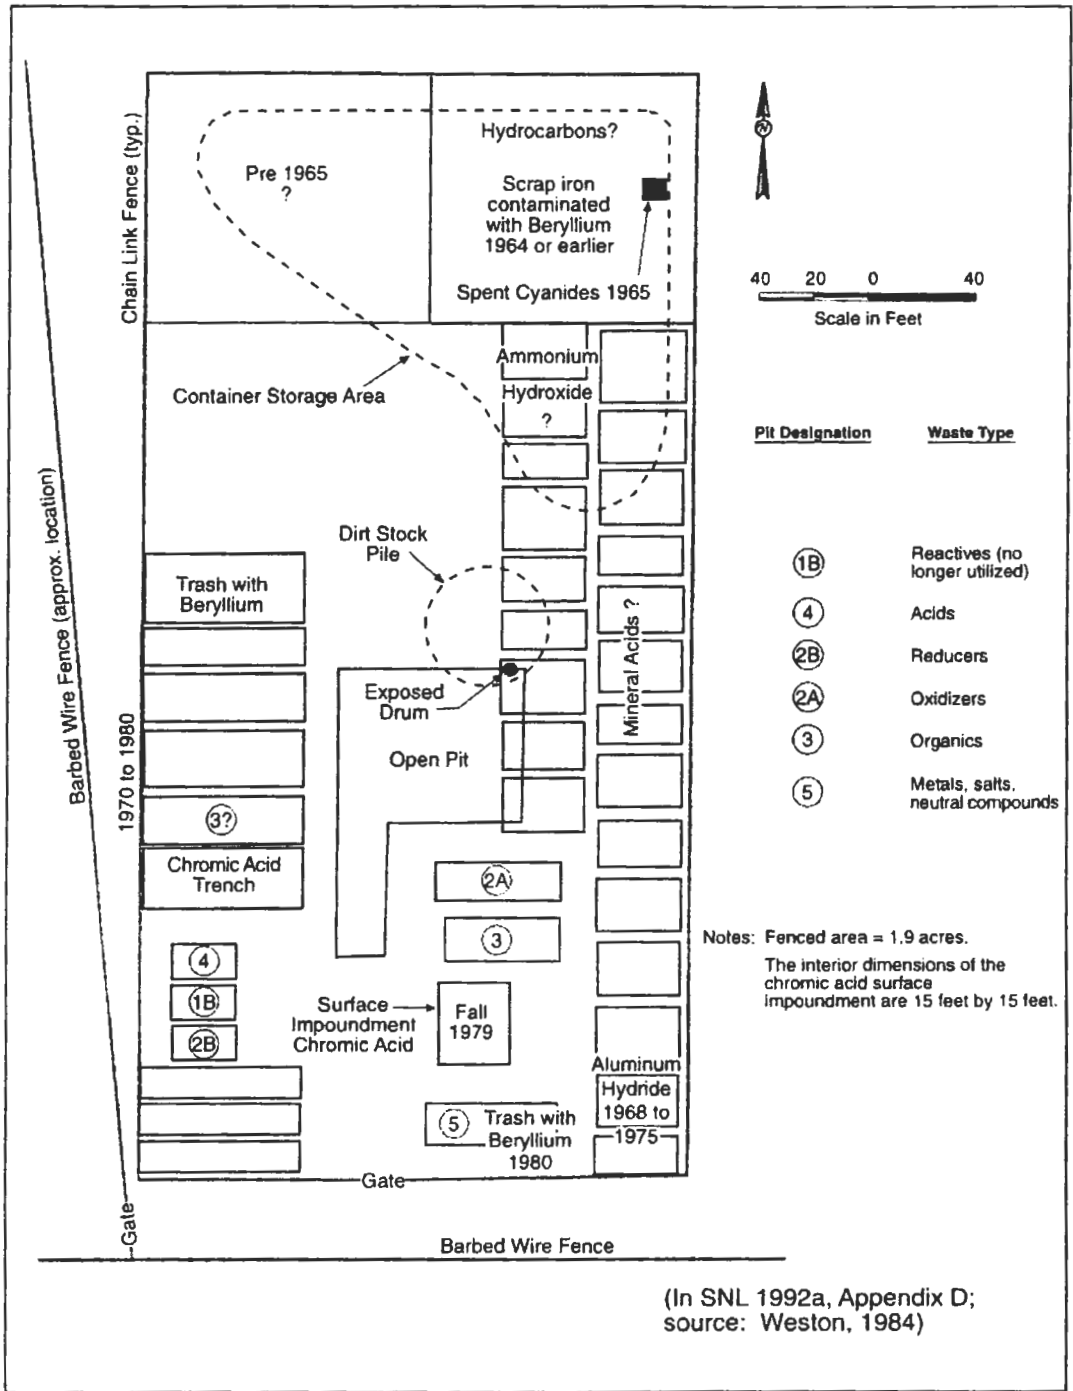 Hydrocarbons?
Pre 1965
?
Scrap iron
contaminated
with Beryllium
1964 or earlier
Spent Cyanides 1965
Chain Link Fence (typ.)
N
40 20 0 40
Scale in Feet
Ammonium
Hydroxide
?
Container Storage Area
Pit Designation Waste Type
Dirt Stock
Pile
1B Reactives (no
longer utilized)
4 Acids
2B Reducers
2A Oxidizers
3 Organics
5 Metals, salts,
neutral compounds
Trash with
Beryllium
Mineral Acids ?
Exposed
Drum
Open Pit
Barbed Wire Fence (approx. location)
1970 to 1980
3?
Chromic Acid
Trench
2A
3
4
1B
2B
Notes: Fenced area = 1.9 acres.
The interior dimensions of the
chromic acid surface
impoundment are 15 feet by 15 feet.
Surface
Impoundment
Chromic Acid
Fall
1979
Aluminum
Hydride
1968 to
1975
5 Trash with
Beryllium
1980
Gate
Gate
Barbed Wire Fence
(In SNL 1992a, Appendix D;
source: Weston, 1984)